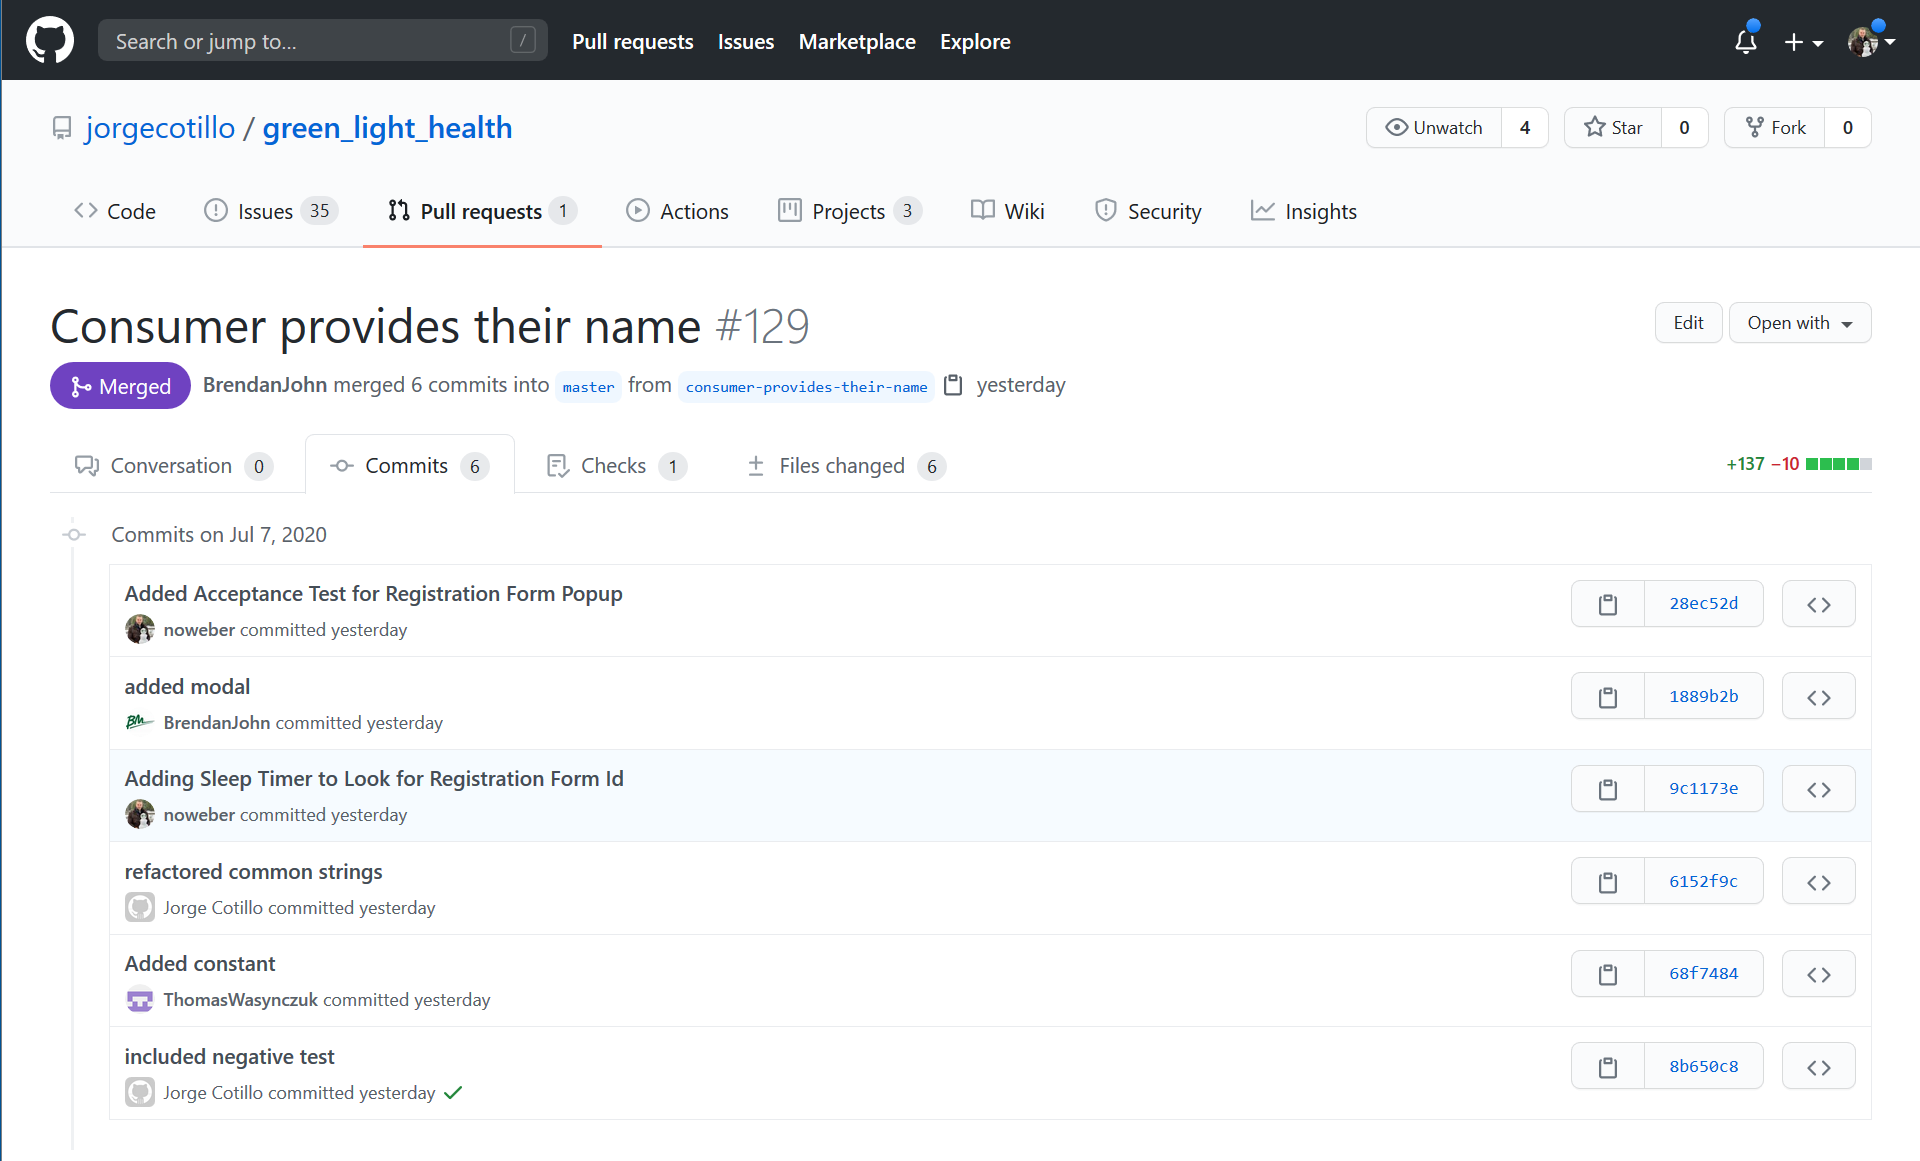 Search or jump to... /
Pull requests Issues Marketplace Explore
jorgecotillo / green_light_health
Unwatch 4 Star 0 Fork 0
Code Issues 35 Pull requests 1 Actions Projects 3 Wiki Security Insights
Consumer provides their name #129
Edit Open with
Merged BrendanJohn merged 6 commits into master from consumer-provides-their-name yesterday
Conversation 0 Commits 6 Checks 1 Files changed 6
+137 −10
Commits on Jul 7, 2020
Added Acceptance Test for Registration Form Popup
noweber committed yesterday
28ec52d
added modal
BM BrendanJohn committed yesterday
1889b2b
Adding Sleep Timer to Look for Registration Form Id
noweber committed yesterday
9c1173e
refactored common strings
Jorge Cotillo committed yesterday
6152f9c
Added constant
ThomasWasynczuk committed yesterday
68f7484
included negative test
Jorge Cotillo committed yesterday
8b650c8